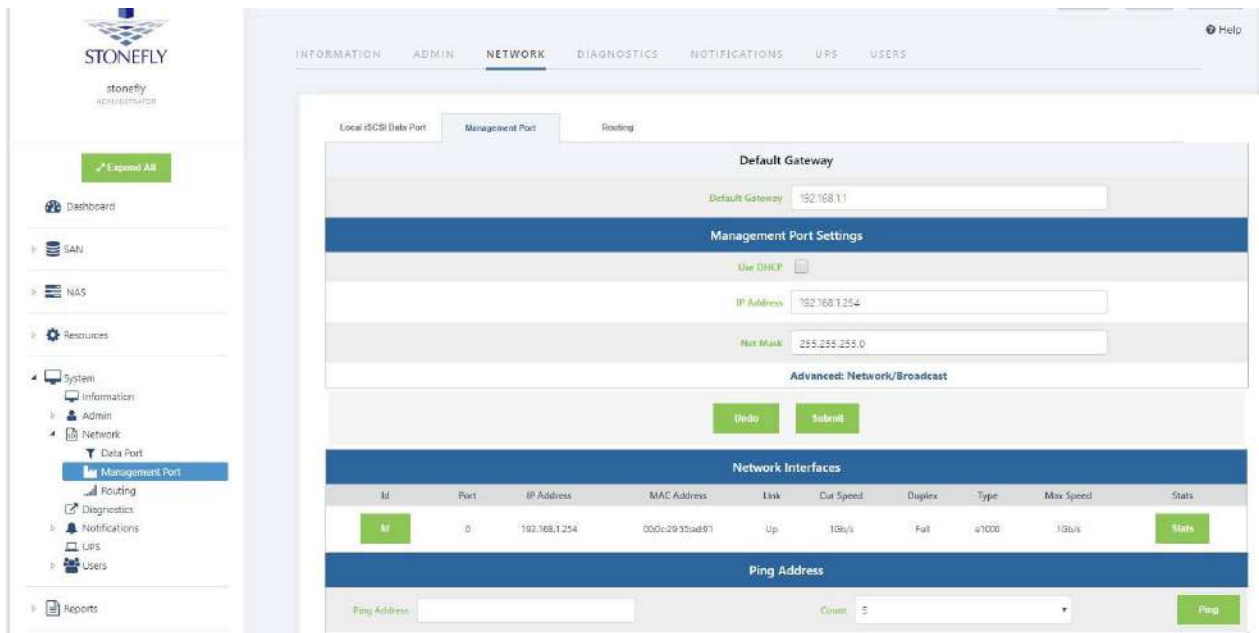 STONEFLY
stonefly
ADMINISTRATOR
Expand All
Dashboard
SAN
NAS
Resources
System
Information
Admin
Network
Data Port
Management Port
Routing
Diagnostics
Notifications
UPS
Users
Reports
Help
INFORMATION ADMIN NETWORK DIAGNOSTICS NOTIFICATIONS UPS USERS
Local iSCSI Data Port Management Port Routing
Default Gateway
Default Gateway 192.168.1.1
Management Port Settings
Use DHCP
IP Address 192.168.1.254
Net Mask 255.255.255.0
Advanced: Network/Broadcast
Undo Submit
Network Interfaces
Id Port IP Address MAC Address Link Cur Speed Duplex Type Max Speed Stats
Id 0 192.168.1.254 Up 1Gb/s Full e1000 1Gb/s Stats
Ping Address
Ping Address Count 5 Ping